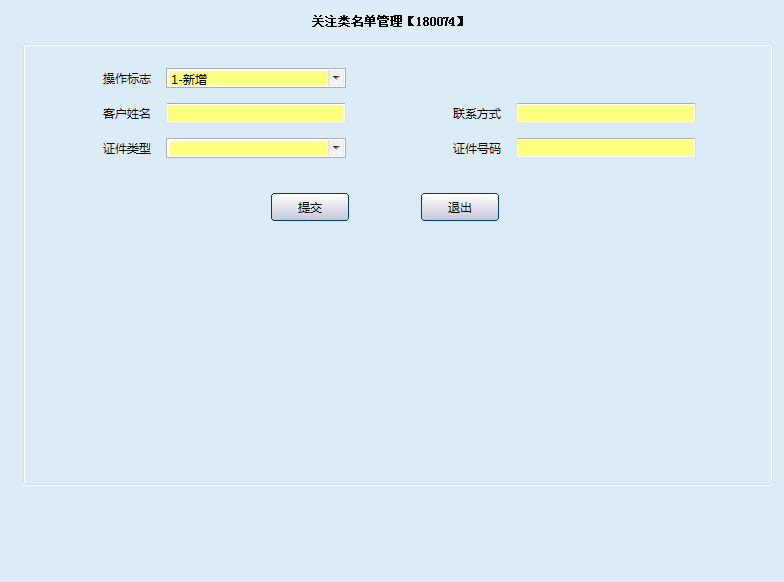 关注类名单管理【180074】
操作标志 1-新增
客户姓名 联系方式
证件类型 证件号码
提交 退出